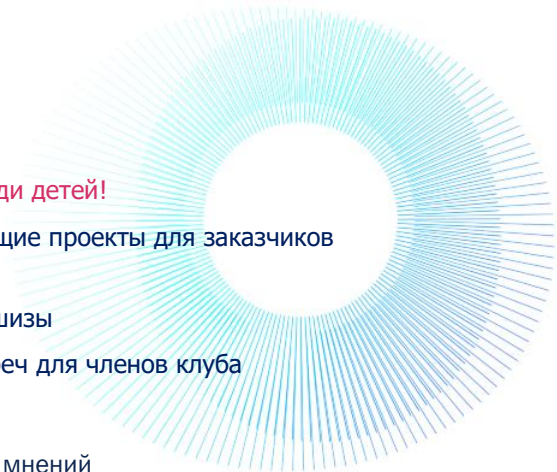 ди детей!
щие проекты для заказчиков
шизы
еч для членов клуба
мнений